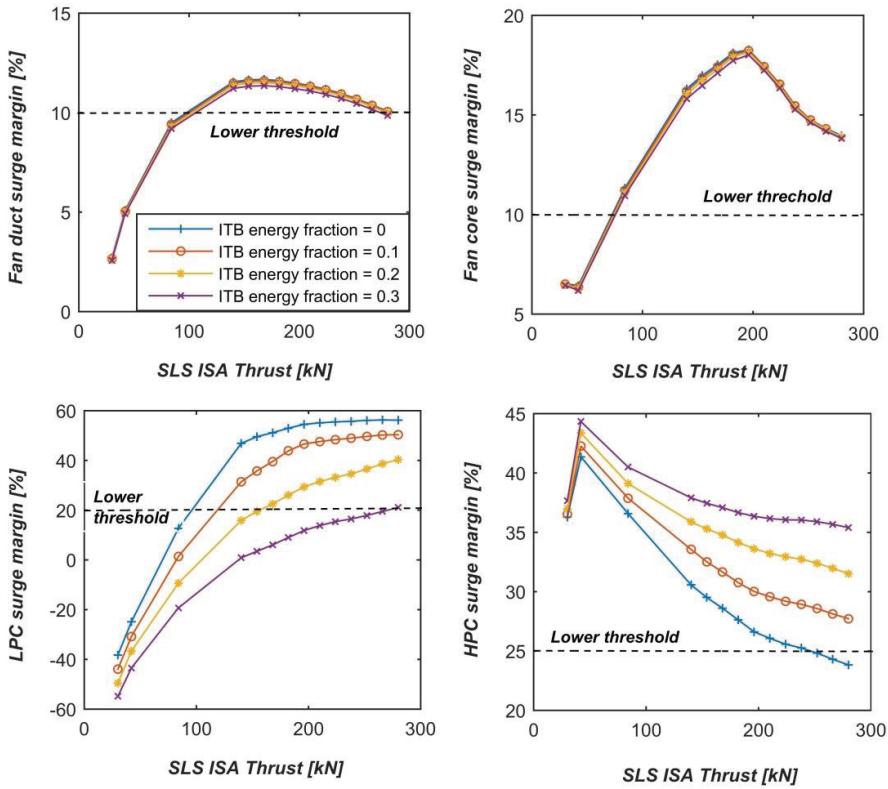 15
10
5
0
Fan duct surge margin [%]
Lower threshold
ITB energy fraction = 0
ITB energy fraction = 0.1
ITB energy fraction = 0.2
ITB energy fraction = 0.3
0 100 200 300
SLS ISA Thrust [kN]
20
15
10
5
Fan core surge margin [%]
Lower threchold
0 100 200 300
SLS ISA Thrust [kN]
60
40
20
0
-20
-40
-60
LPC surge margin [%]
Lower
threshold
0 100 200 300
SLS ISA Thrust [kN]
45
40
35
30
25
20
HPC surge margin [%]
Lower threshold
0 100 200 300
SLS ISA Thrust [kN]